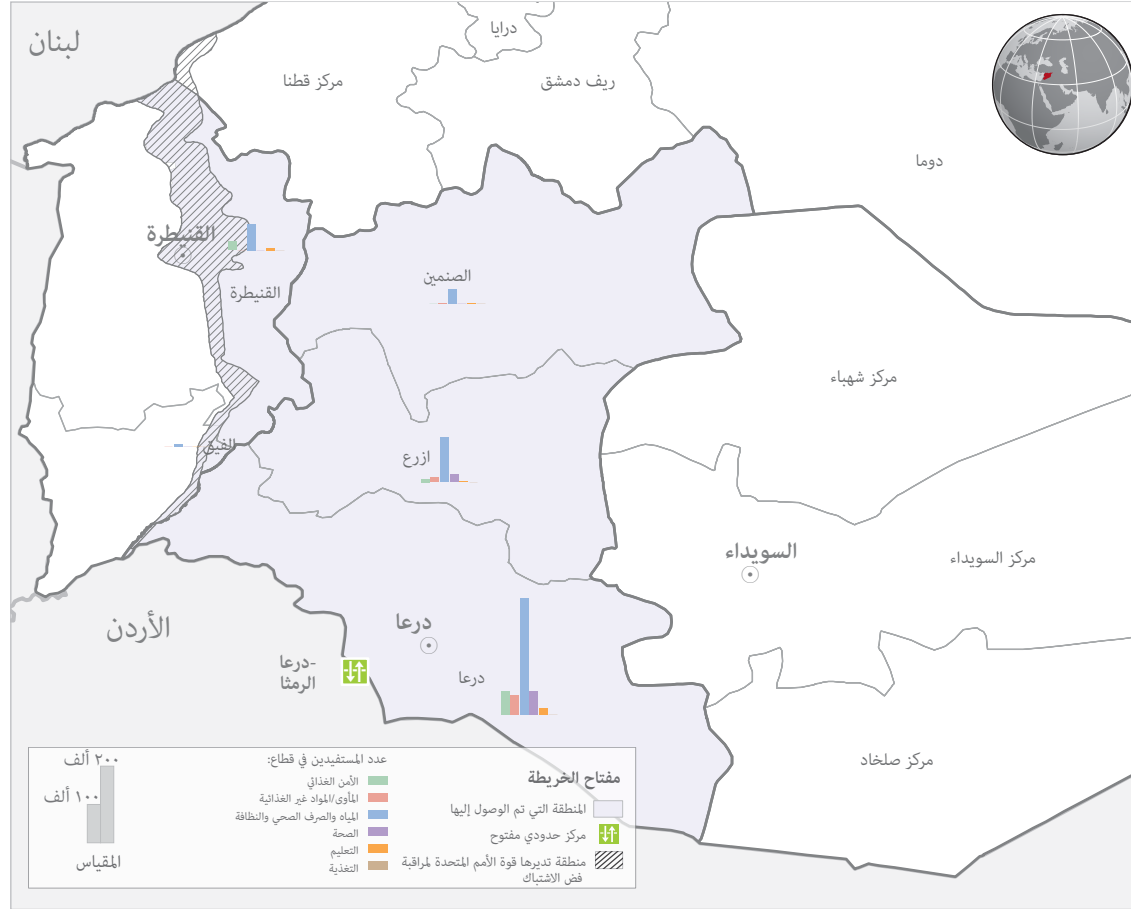 لبنان
درايا
مركز قطنا
ريف دمشق
دوما
القنيطرة
القنيطرة
الصنمين
مركز شهباء
الفيق
ازرع
السويداء
مركز السويداء
الأردن
درعا
درعا-
الرمثا
درعا
مركز صلخاد
مفتاح الخريطة
المنطقة التي تم الوصول إليها
مركز حدودي مفتوح
منطقة تديرها قوة الأمم المتحدة لمراقبة
فض الاشتباك
عدد المستفيدين في قطاع:
الأمن الغذائي
المأوى/المواد غير الغذائية
المياه والصرف الصحي والنظافة
الصحة
التعليم
التغذية
٢٠٠ ألف
١٠٠ ألف
المقياس